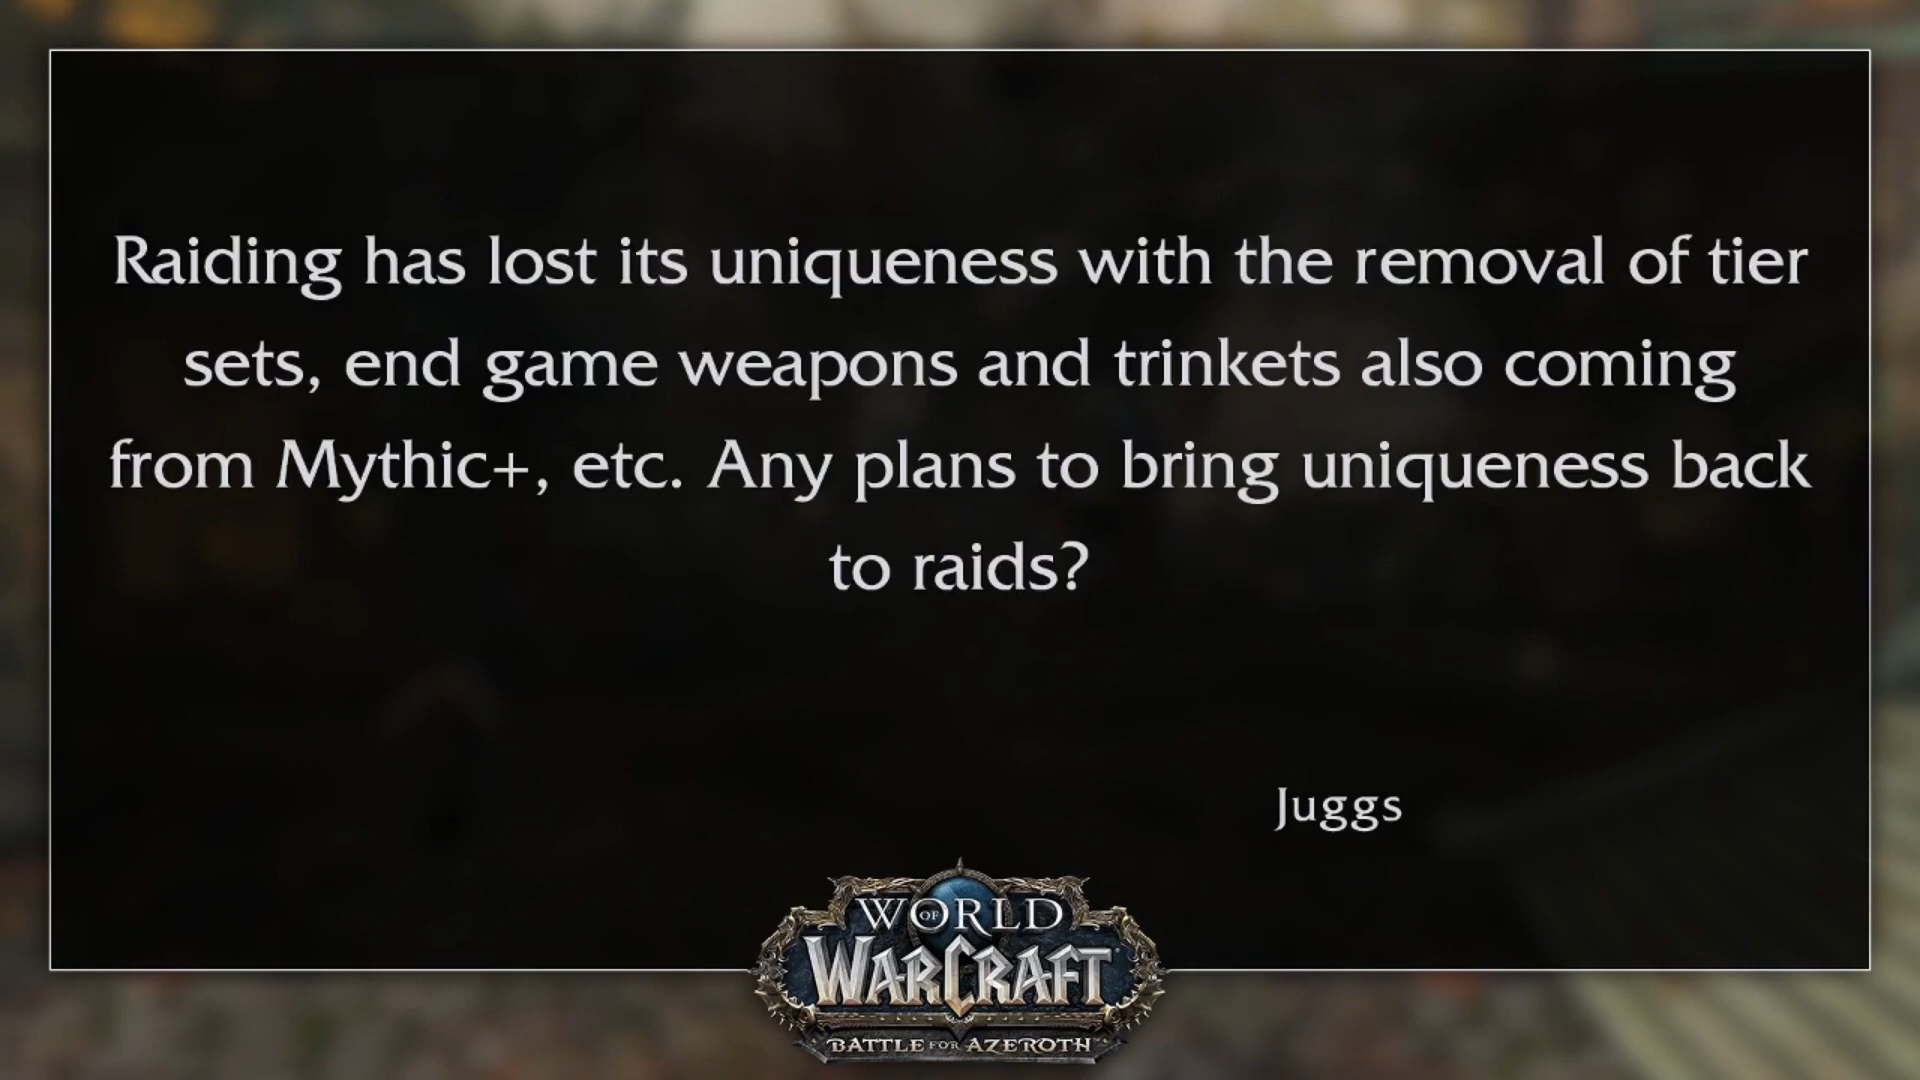 Raiding has lost its uniqueness with the removal of tier
sets, end game weapons and trinkets also coming
from Mythic+, etc. Any plans to bring uniqueness back
to raids?
Juggs
WORLD
OF
WARCRAFT
BATTLE FOR AZEROTH